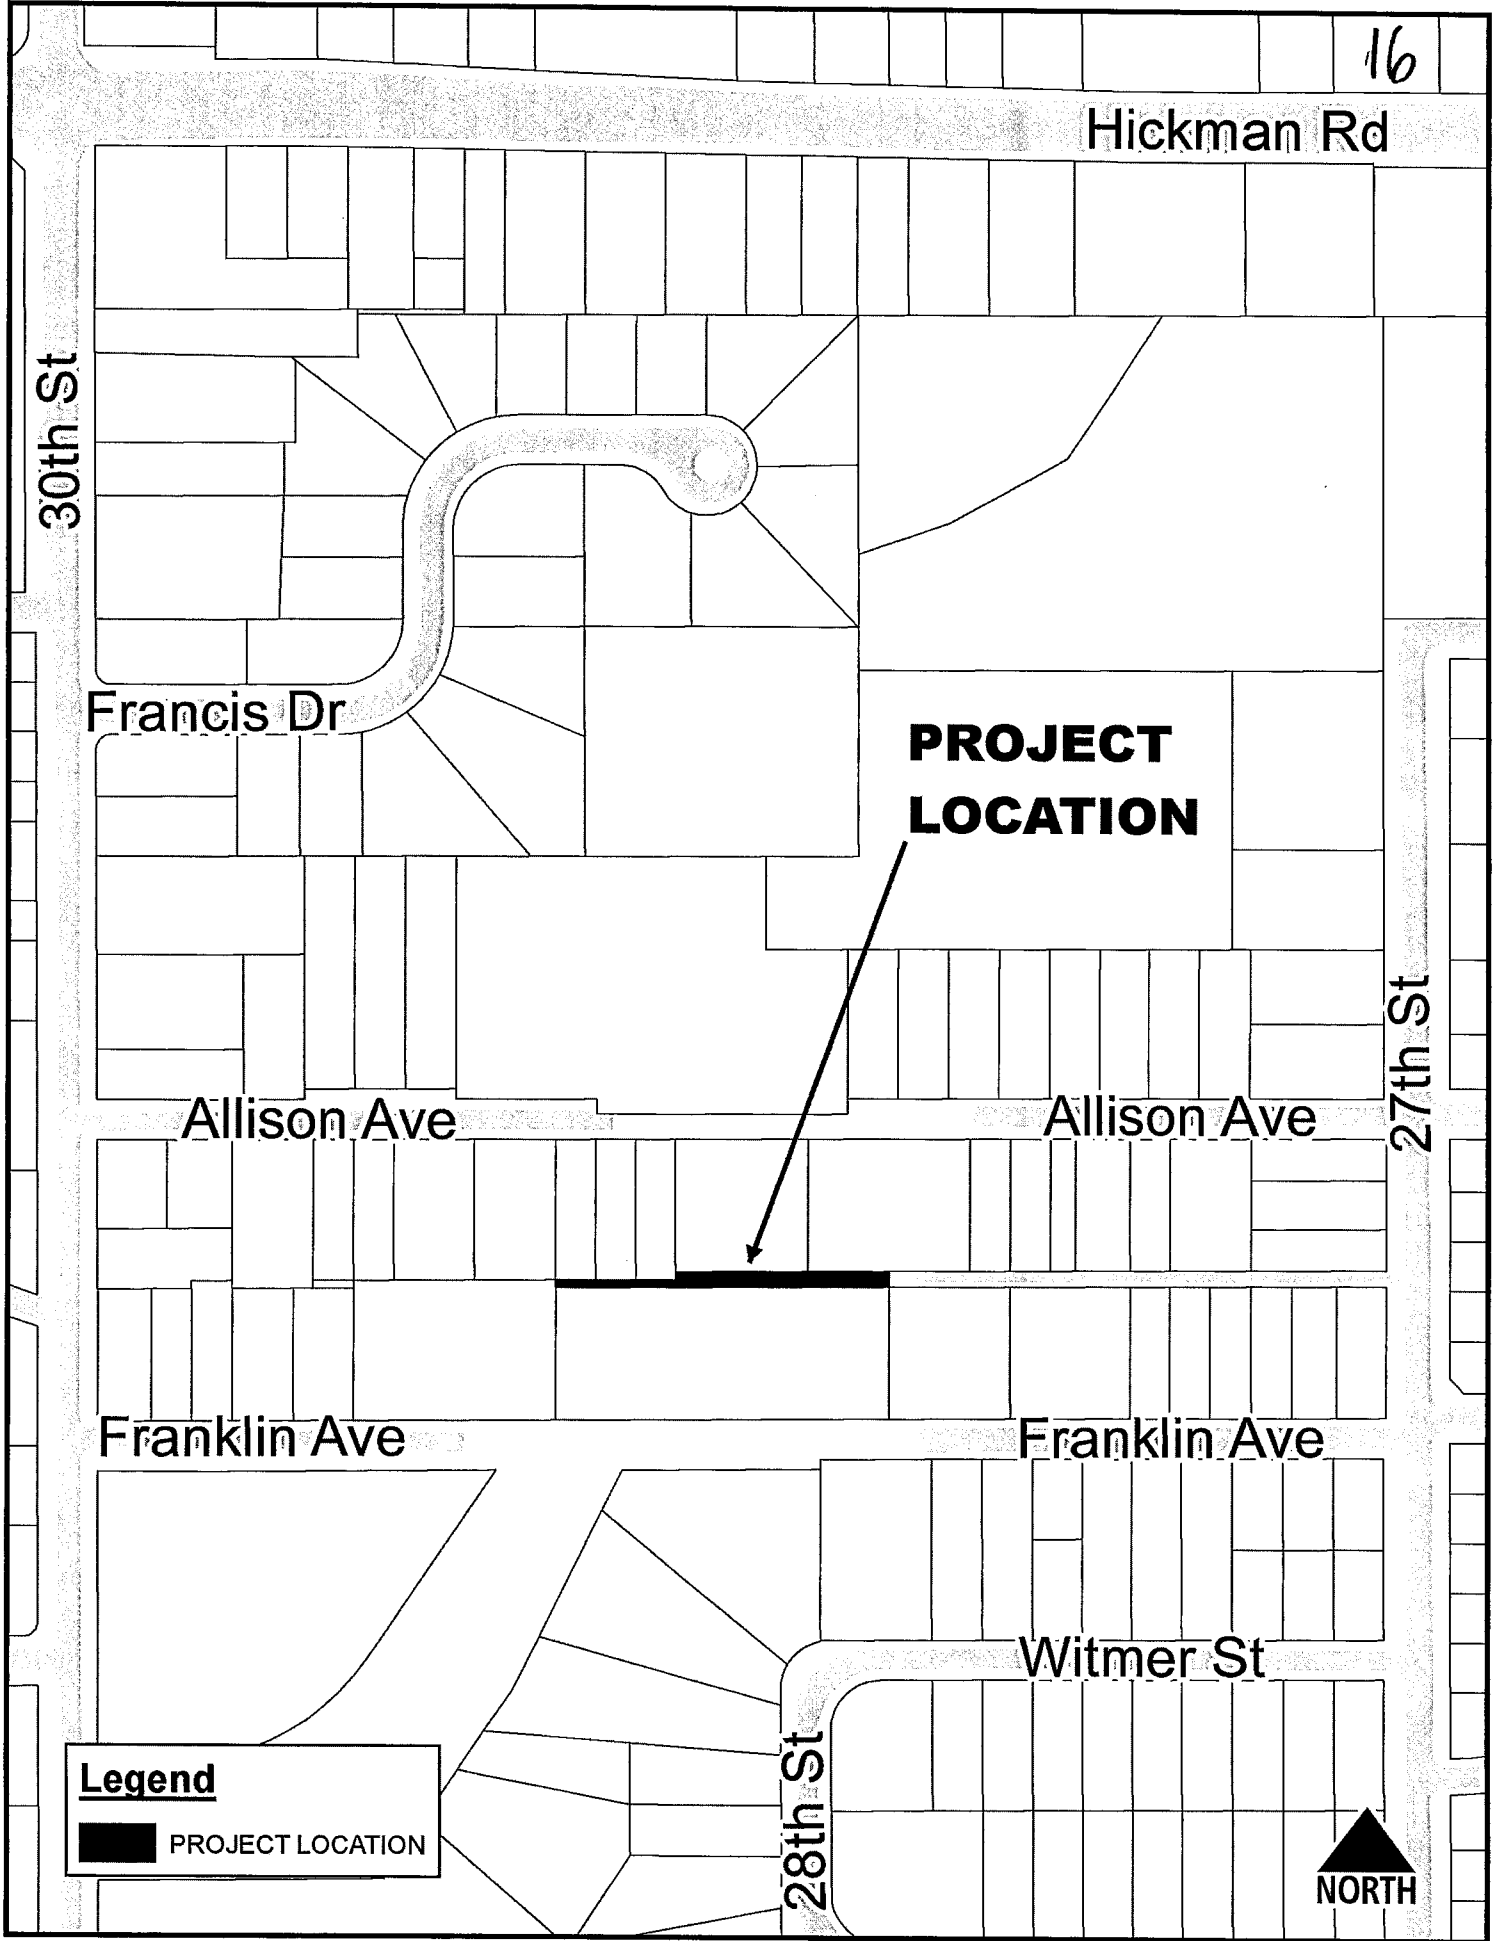 16
Hickman Rd
30th St
Francis Dr
PROJECT
LOCATION
27th St
Allison Ave
Allison Ave
Franklin Ave
Franklin Ave
Witmer St
28th St
Legend
PROJECT LOCATION
NORTH